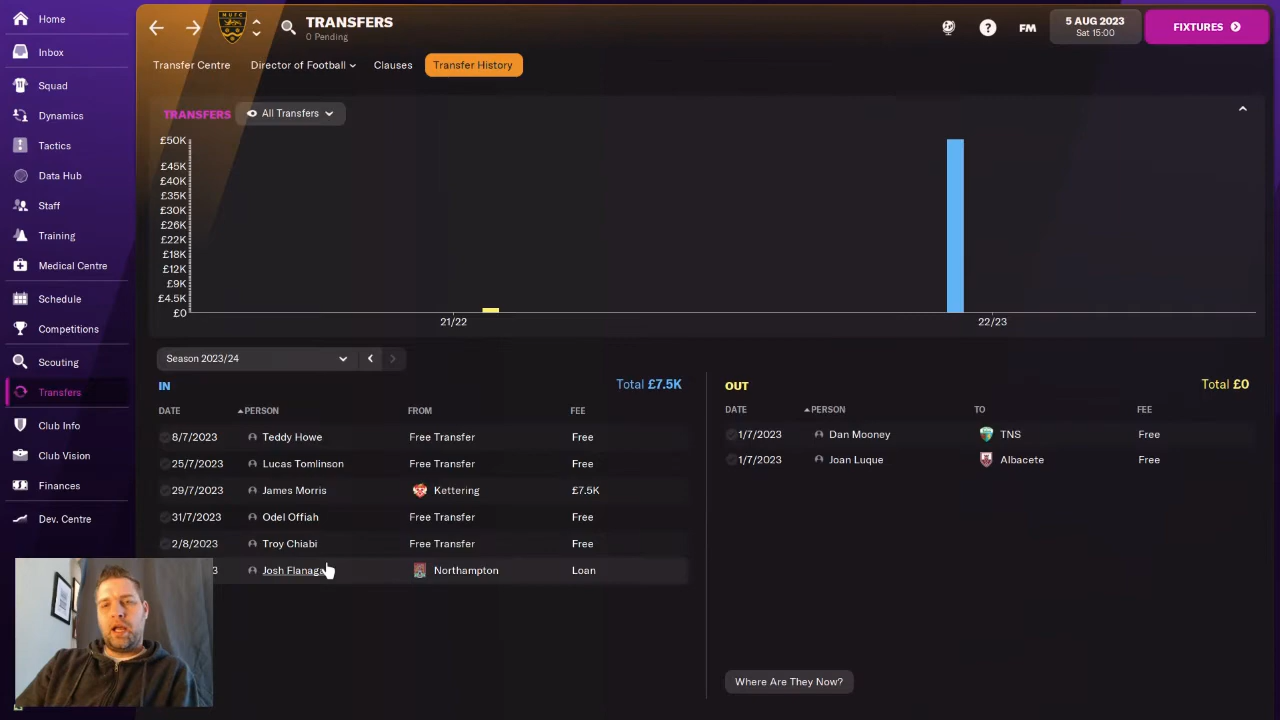 Home
Inbox
Squad
Dynamics
Tactics
Data Hub
Staff
Training
Medical Centre
Schedule
Competitions
Scouting
Transfers
Club Info
Club Vision
Finances
Dev. Centre
NUFC
TRANSFERS
0 Pending
FM
5 AUG 2023
Sat 15:00
FIXTURES
Transfer Centre
Director of Football
Clauses
Transfer History
TRANSFERS
All Transfers
£50K
£45K
£40K
£35K
£30K
£26K
£22K
£18K
£12K
£9K
£4.5K
£0
21/22
22/23
Season 2023/24
IN Total £7.5K
DATE PERSON FROM FEE
8/7/2023 Teddy Howe Free Transfer Free
25/7/2023 Lucas Tomlinson Free Transfer Free
29/7/2023 James Morris Kettering £7.5K
31/7/2023 Odel Offiah Free Transfer Free
2/8/2023 Troy Chiabi Free Transfer Free
3 Josh Flanaga Northampton Loan
OUT Total £0
DATE PERSON TO FEE
1/7/2023 Dan Mooney TNS Free
1/7/2023 Joan Luque Albacete Free
Where Are They Now?